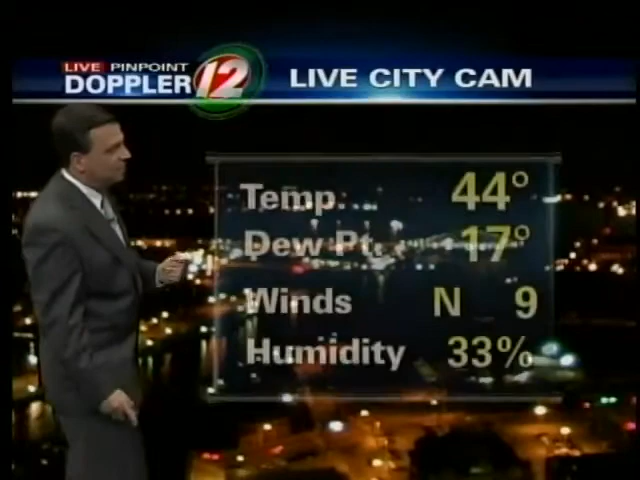 LIVE PINPOINT
DOPPLER 12
LIVE CITY CAM
Temp. 44°
Dew Pt. 17°
Winds N 9
Humidity 33%